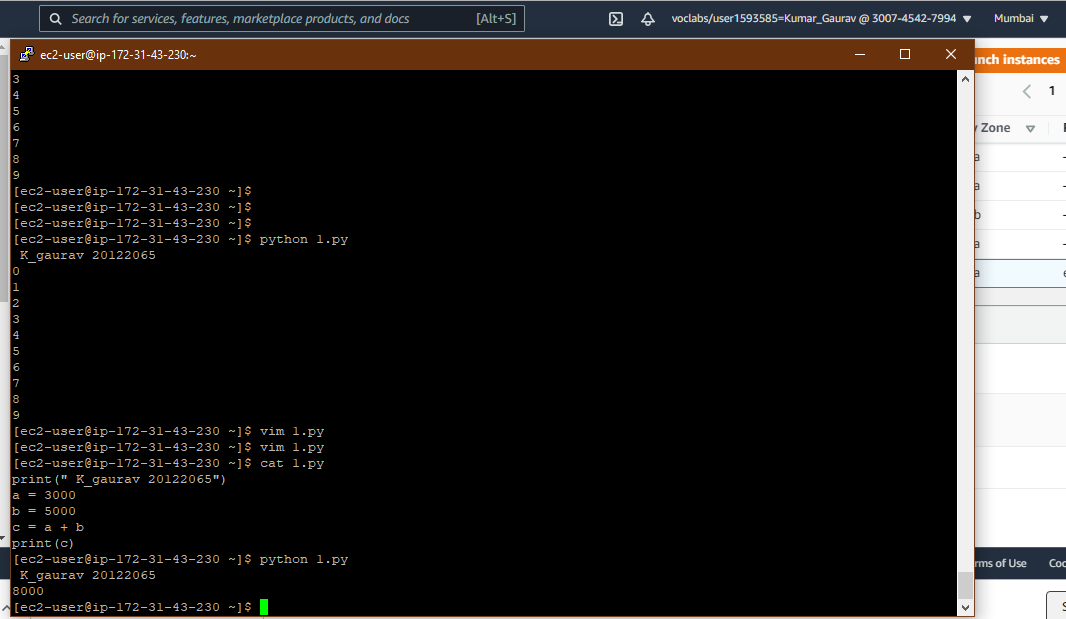 Search for services, features, marketplace products, and docs [Alt+S] voclabs/user1593585=Kumar_Gaurav @ 3007-4542-7994 Mumbai
ec2-user@ip-172-31-43-230:~
nch instances
1
Zone
a
a
b
a
a
3
4
5
6
7
8
9
[ec2-user@ip-172-31-43-230 ~]$
[ec2-user@ip-172-31-43-230 ~]$
[ec2-user@ip-172-31-43-230 ~]$
[ec2-user@ip-172-31-43-230 ~]$ python 1.py
 K_gaurav 20122065
0
1
2
3
4
5
6
7
8
9
[ec2-user@ip-172-31-43-230 ~]$ vim 1.py
[ec2-user@ip-172-31-43-230 ~]$ vim 1.py
[ec2-user@ip-172-31-43-230 ~]$ cat 1.py
print(" K_gaurav 20122065")
a = 3000
b = 5000
c = a + b
print(c)
[ec2-user@ip-172-31-43-230 ~]$ python 1.py
 K_gaurav 20122065
8000
[ec2-user@ip-172-31-43-230 ~]$
rms of Use Coo